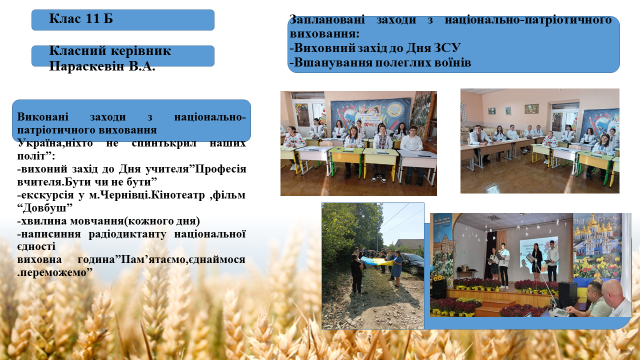 Клас 11 Б
Класний керівник
Параскевін В.А.
Виконані заходи з національно-
патріотичного виховання
Україна,ніхто не спинтькрил наших
політ”:
-вихоний захід до Дня учителя”Професія
вчителя.Бути чи не бути”
-екскурсія у м.Чернівці.Кінотеатр ,фільм
“Довбуш”
-хвилина мовчання(кожного дня)
-написиння радіодиктанту національної
єдності
виховна година”Пам’ятаємо,єднаймося
.переможемо”
Заплановані заходи з національно-патріотичного
виховання:
-Виховний захід до Дня ЗСУ
-Вшанування полеглих воїнів